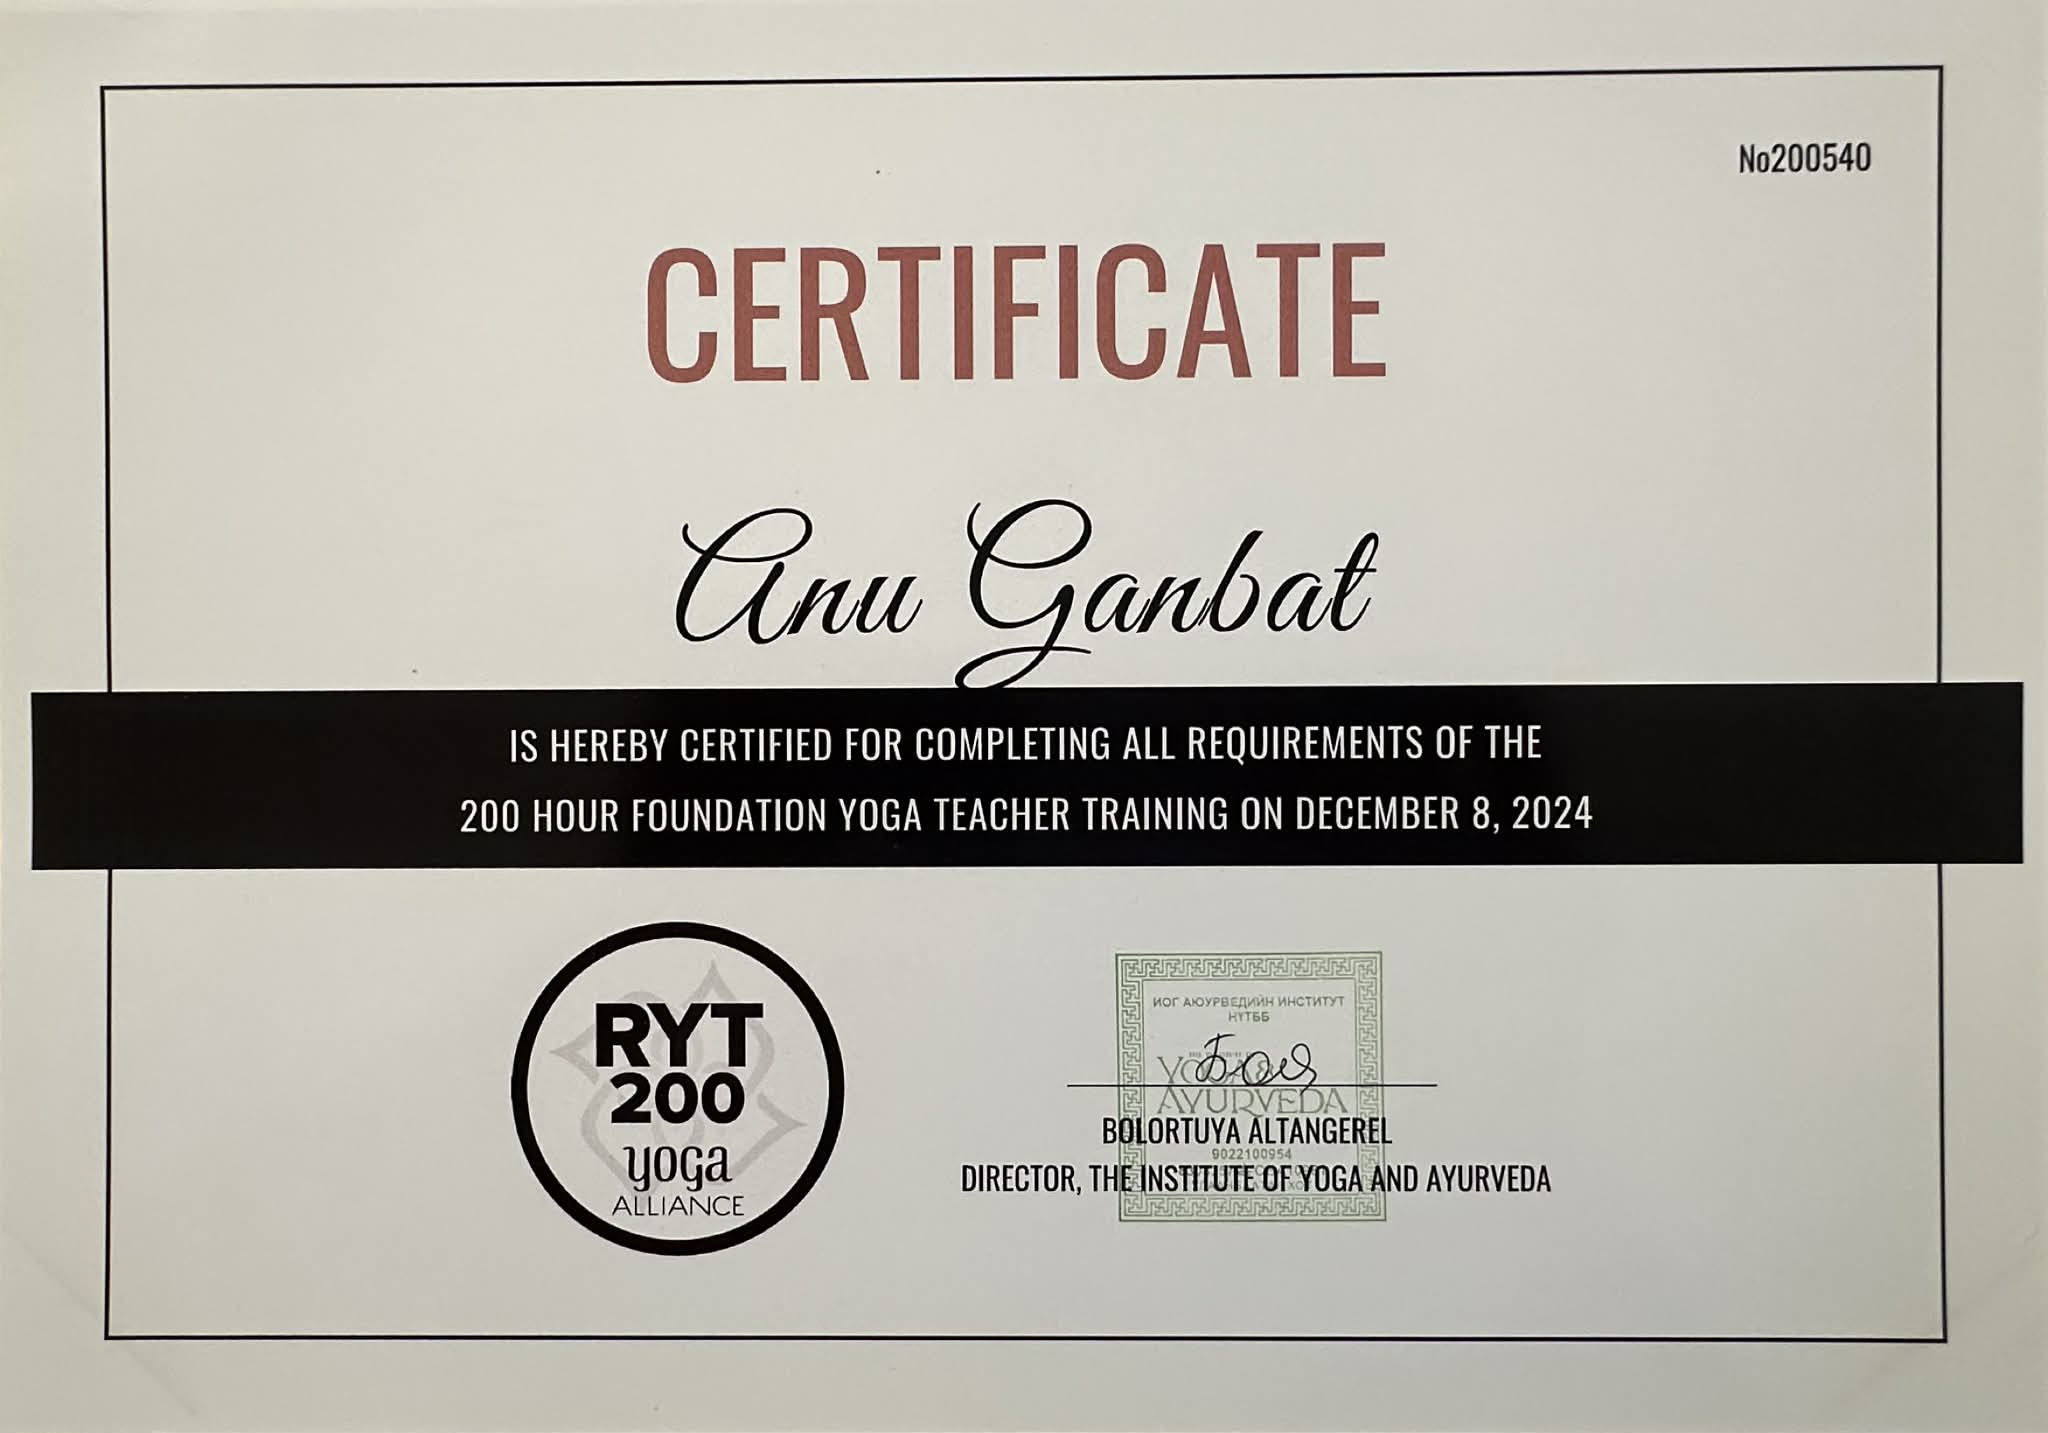 No200540
CERTIFICATE
Anu Ganbat
IS HEREBY CERTIFIED FOR COMPLETING ALL REQUIREMENTS OF THE
200 HOUR FOUNDATION YOGA TEACHER TRAINING ON DECEMBER 8, 2024
RYT
200
yoga
ALLIANCE
ИОГ АЮУРВЕДИЙН ИНСТИТУТ
НҮТББ
YOGA &
AYURVEDA
BOLORTUYA ALTANGEREL
9022100954
DIRECTOR, THE INSTITUTE OF YOGA AND AYURVEDA